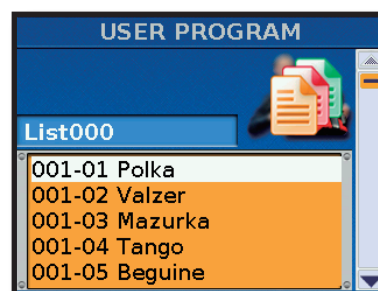 USER PROGRAM
List000
001-01 Polka
001-02 Valzer
001-03 Mazurka
001-04 Tango
001-05 Beguine